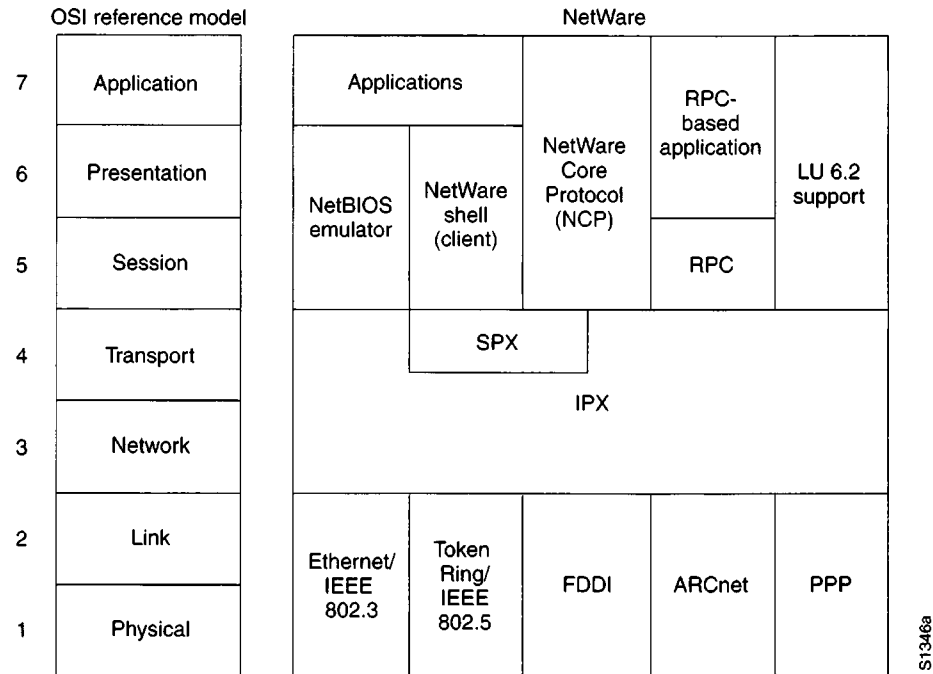 OSI reference model
NetWare
7
Application
Applications
NetWare
Core
Protocol
(NCP)
RPC-
based
application
LU 6.2
support
6
Presentation
NetBIOS
emulator
NetWare
shell
(client)
5
Session
RPC
4
Transport
SPX
IPX
3
Network
2
Link
Ethernet/
IEEE
802.3
Token
Ring/
IEEE
802.5
FDDI
ARCnet
PPP
1
Physical
S1346a